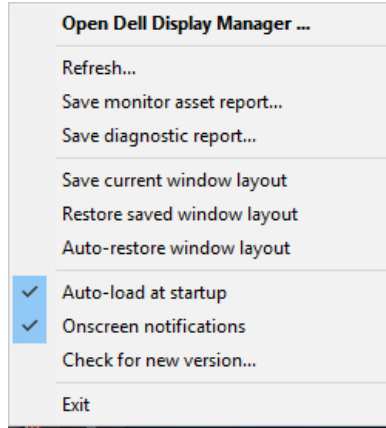 Open Dell Display Manager ...
Refresh...
Save monitor asset report...
Save diagnostic report...
Save current window layout
Restore saved window layout
Auto-restore window layout
Auto-load at startup
Onscreen notifications
Check for new version...
Exit